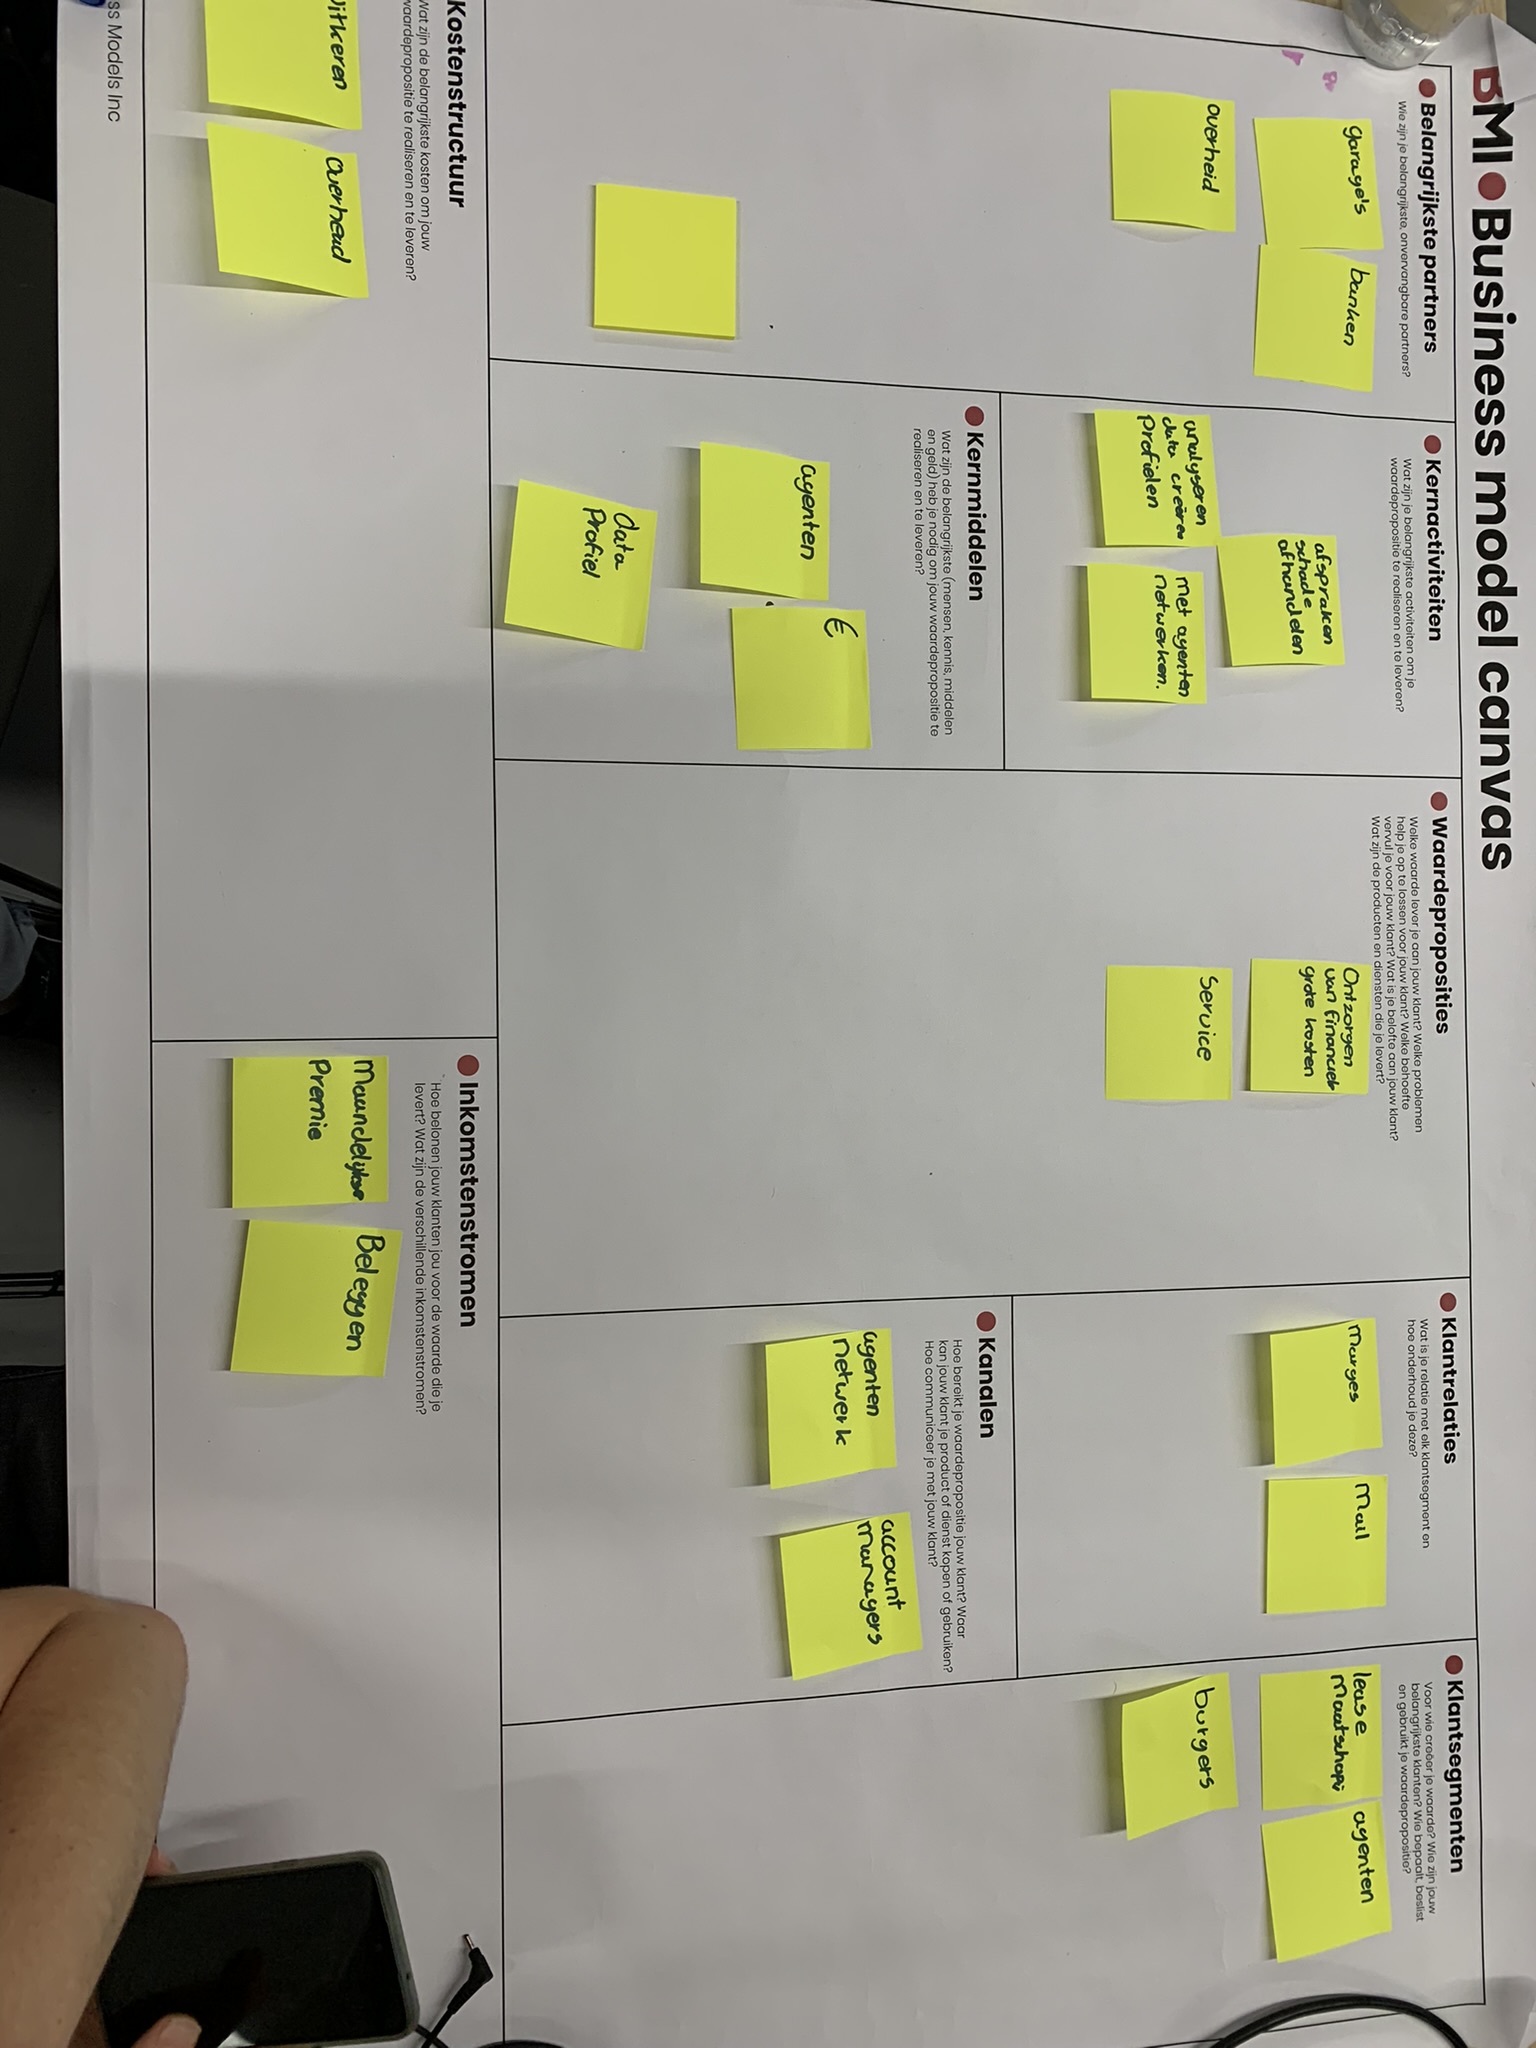 BMI Business model canvas
Belangrijkste partners
Wie zijn je belangrijkste, onvervangbare partners?
garage's
banken
overheid
Kernactiviteiten
Wat zijn je belangrijkste activiteiten om je
waardepropositie te realiseren en te leveren?
afspraken
schade
afhandelen
analyseren
data creëren
Profielen
met agenten
netwerken.
Kernmiddelen
Wat zijn de belangrijkste (mensen, kennis, middelen
en geld) heb je nodig om jouw waardepropositie te
realiseren en te leveren?
agenten
€
data
Profiel
Waardeproposities
Welke waarde lever je aan jouw klant? Welke problemen
help je op te lossen voor jouw klant? Welke behoefte
vervul je voor jouw klant? Wat is je belofte aan jouw klant?
Wat zijn de producten en diensten die je levert?
Ontzorgen
van financiele
grote kosten
Service
Klantrelaties
Wat is je relatie met elk klantsegment en
hoe onderhoud je deze?
marges
Mail
Kanalen
Hoe bereikt je waardepropositie jouw klant? Waar
kan jouw klant je product of dienst kopen of gebruiken?
Hoe communiceer je met jouw klant?
agenten
netwerk
account
managers
Klantsegmenten
Voor wie creëer je waarde? Wie zijn jouw
belangrijkste klanten? Wie bepaalt, beslist
en gebruikt je waardepropositie?
lease
Maatschapij
agenten
burgers
Kostenstructuur
Wat zijn de belangrijkste kosten om jouw
waardepropositie te realiseren en te leveren?
Uitkeren
overhead
Inkomstenstromen
Hoe belonen jouw klanten jou voor de waarde die je
levert? Wat zijn de verschillende inkomstenstromen?
Maandelijkse
Premie
Beleggen
ss Models Inc